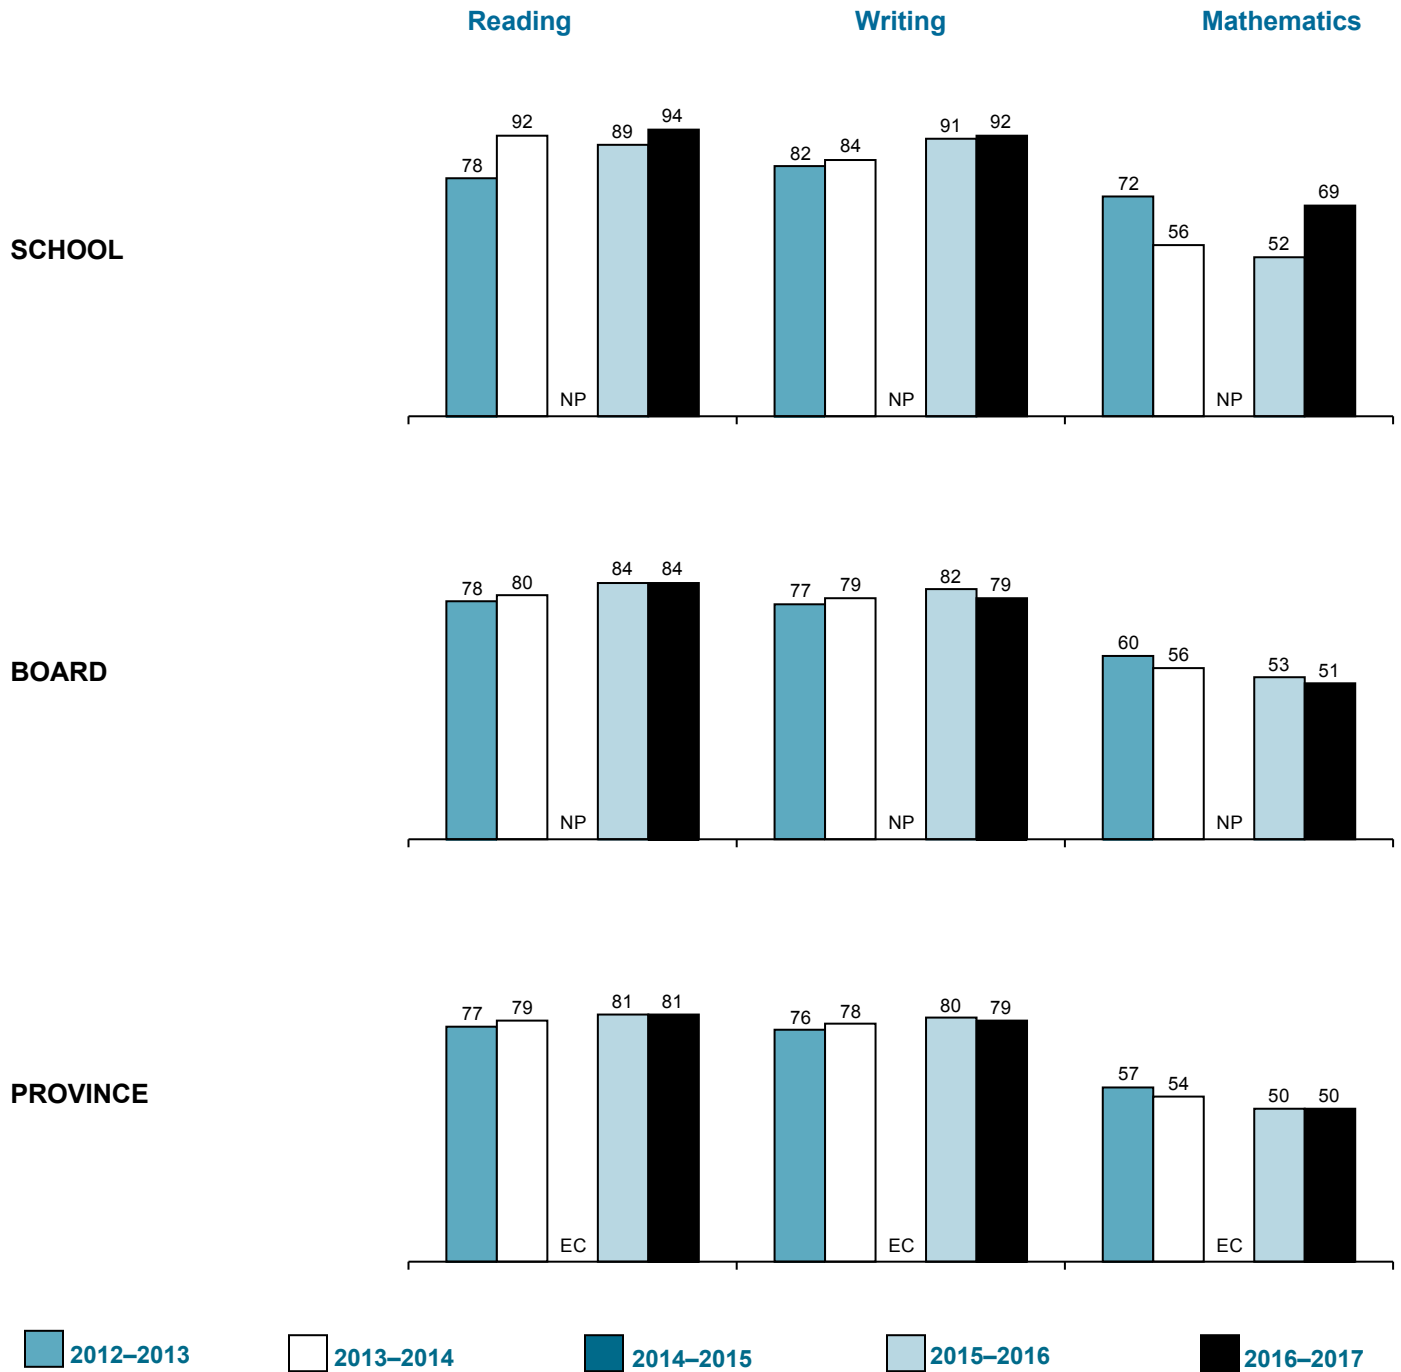 Reading Writing Mathematics
SCHOOL
78 92 NP 89 94 82 84 NP 91 92 72 56 NP 52 69
BOARD
78 80 NP 84 84 77 79 NP 82 79 60 56 NP 53 51
PROVINCE
77 79 EC 81 81 76 78 EC 80 79 57 54 EC 50 50
2012–2013 2013–2014 2014–2015 2015–2016 2016–2017